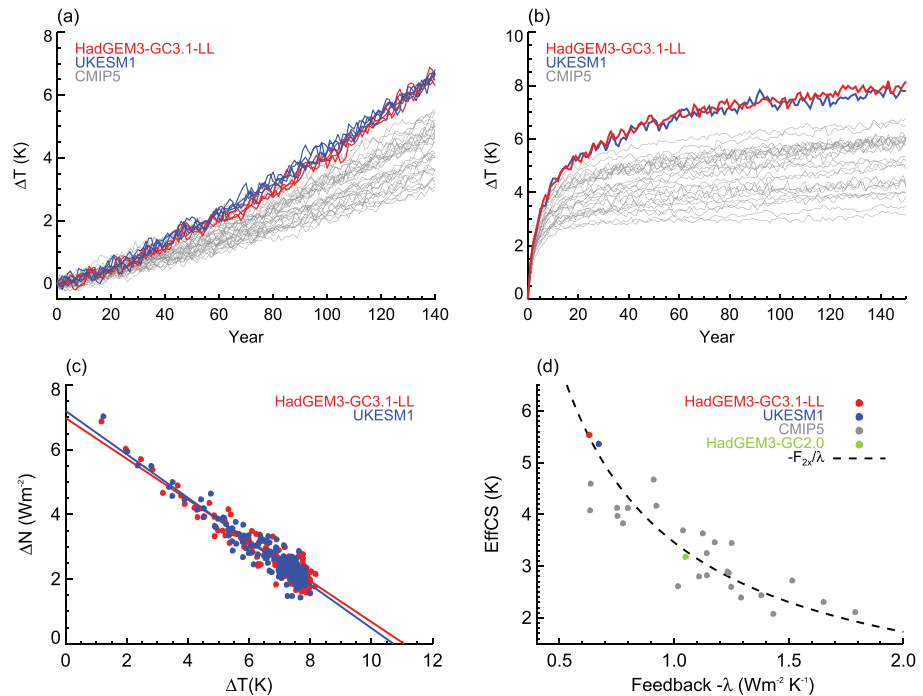 (a)
HadGEM3-GC3.1-LL
UKESM1
CMIP5
ΔT (K)
8
6
4
2
0
0 20 40 60 80 100 120 140
Year
(b)
HadGEM3-GC3.1-LL
UKESM1
CMIP5
ΔT (K)
10
8
6
4
2
0
0 20 40 60 80 100 120 140
Year
(c)
HadGEM3-GC3.1-LL
UKESM1
ΔN (Wm⁻²)
8
6
4
2
0
0 2 4 6 8 10 12
ΔT(K)
(d)
HadGEM3-GC3.1-LL
UKESM1
CMIP5
HadGEM3-GC2.0
-F₂ₓ/λ
EffCS (K)
6
5
4
3
2
0.5 1.0 1.5 2.0
Feedback -λ (Wm⁻² K⁻¹)